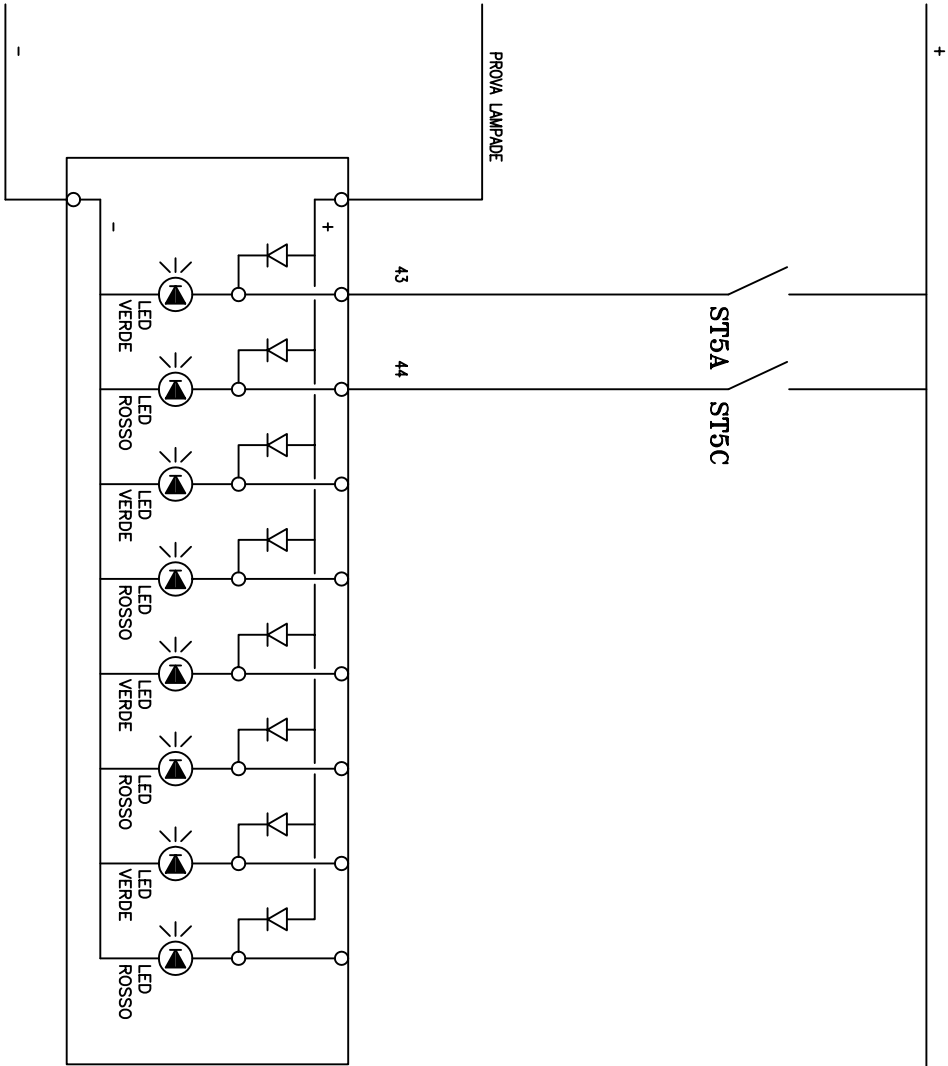 +
-
PROVA LAMPADE
+
-
43
ST5A
44
ST5C
LED
VERDE
LED
ROSSO
LED
VERDE
LED
ROSSO
LED
VERDE
LED
ROSSO
LED
VERDE
LED
ROSSO